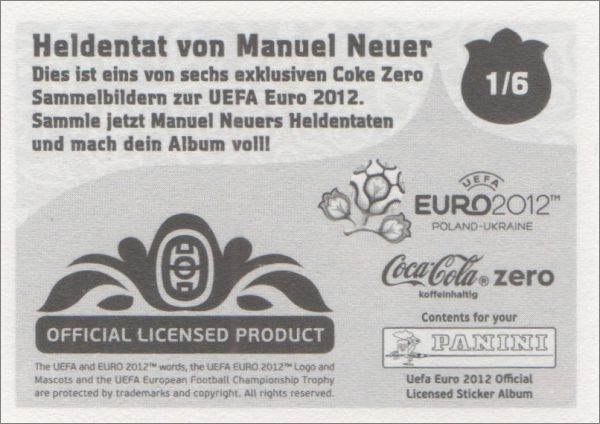 Heldentat von Manuel Neuer
Dies ist eins von sechs exklusiven Coke Zero
Sammelbildern zur UEFA Euro 2012.
Sammle jetzt Manuel Neuers Heldentaten
und mach dein Album voll!
1/6
UEFA
EURO2012™
POLAND-UKRAINE
Coca-Cola® zero
koffeinhaltig
OFFICIAL LICENSED PRODUCT
The UEFA and EURO 2012™ words, the UEFA EURO 2012™ Logo and
Mascots and the UEFA European Football Championship Trophy
are protected by trademarks and copyright. All rights reserved.
Contents for your
PANINI
Uefa Euro 2012 Official
Licensed Sticker Album